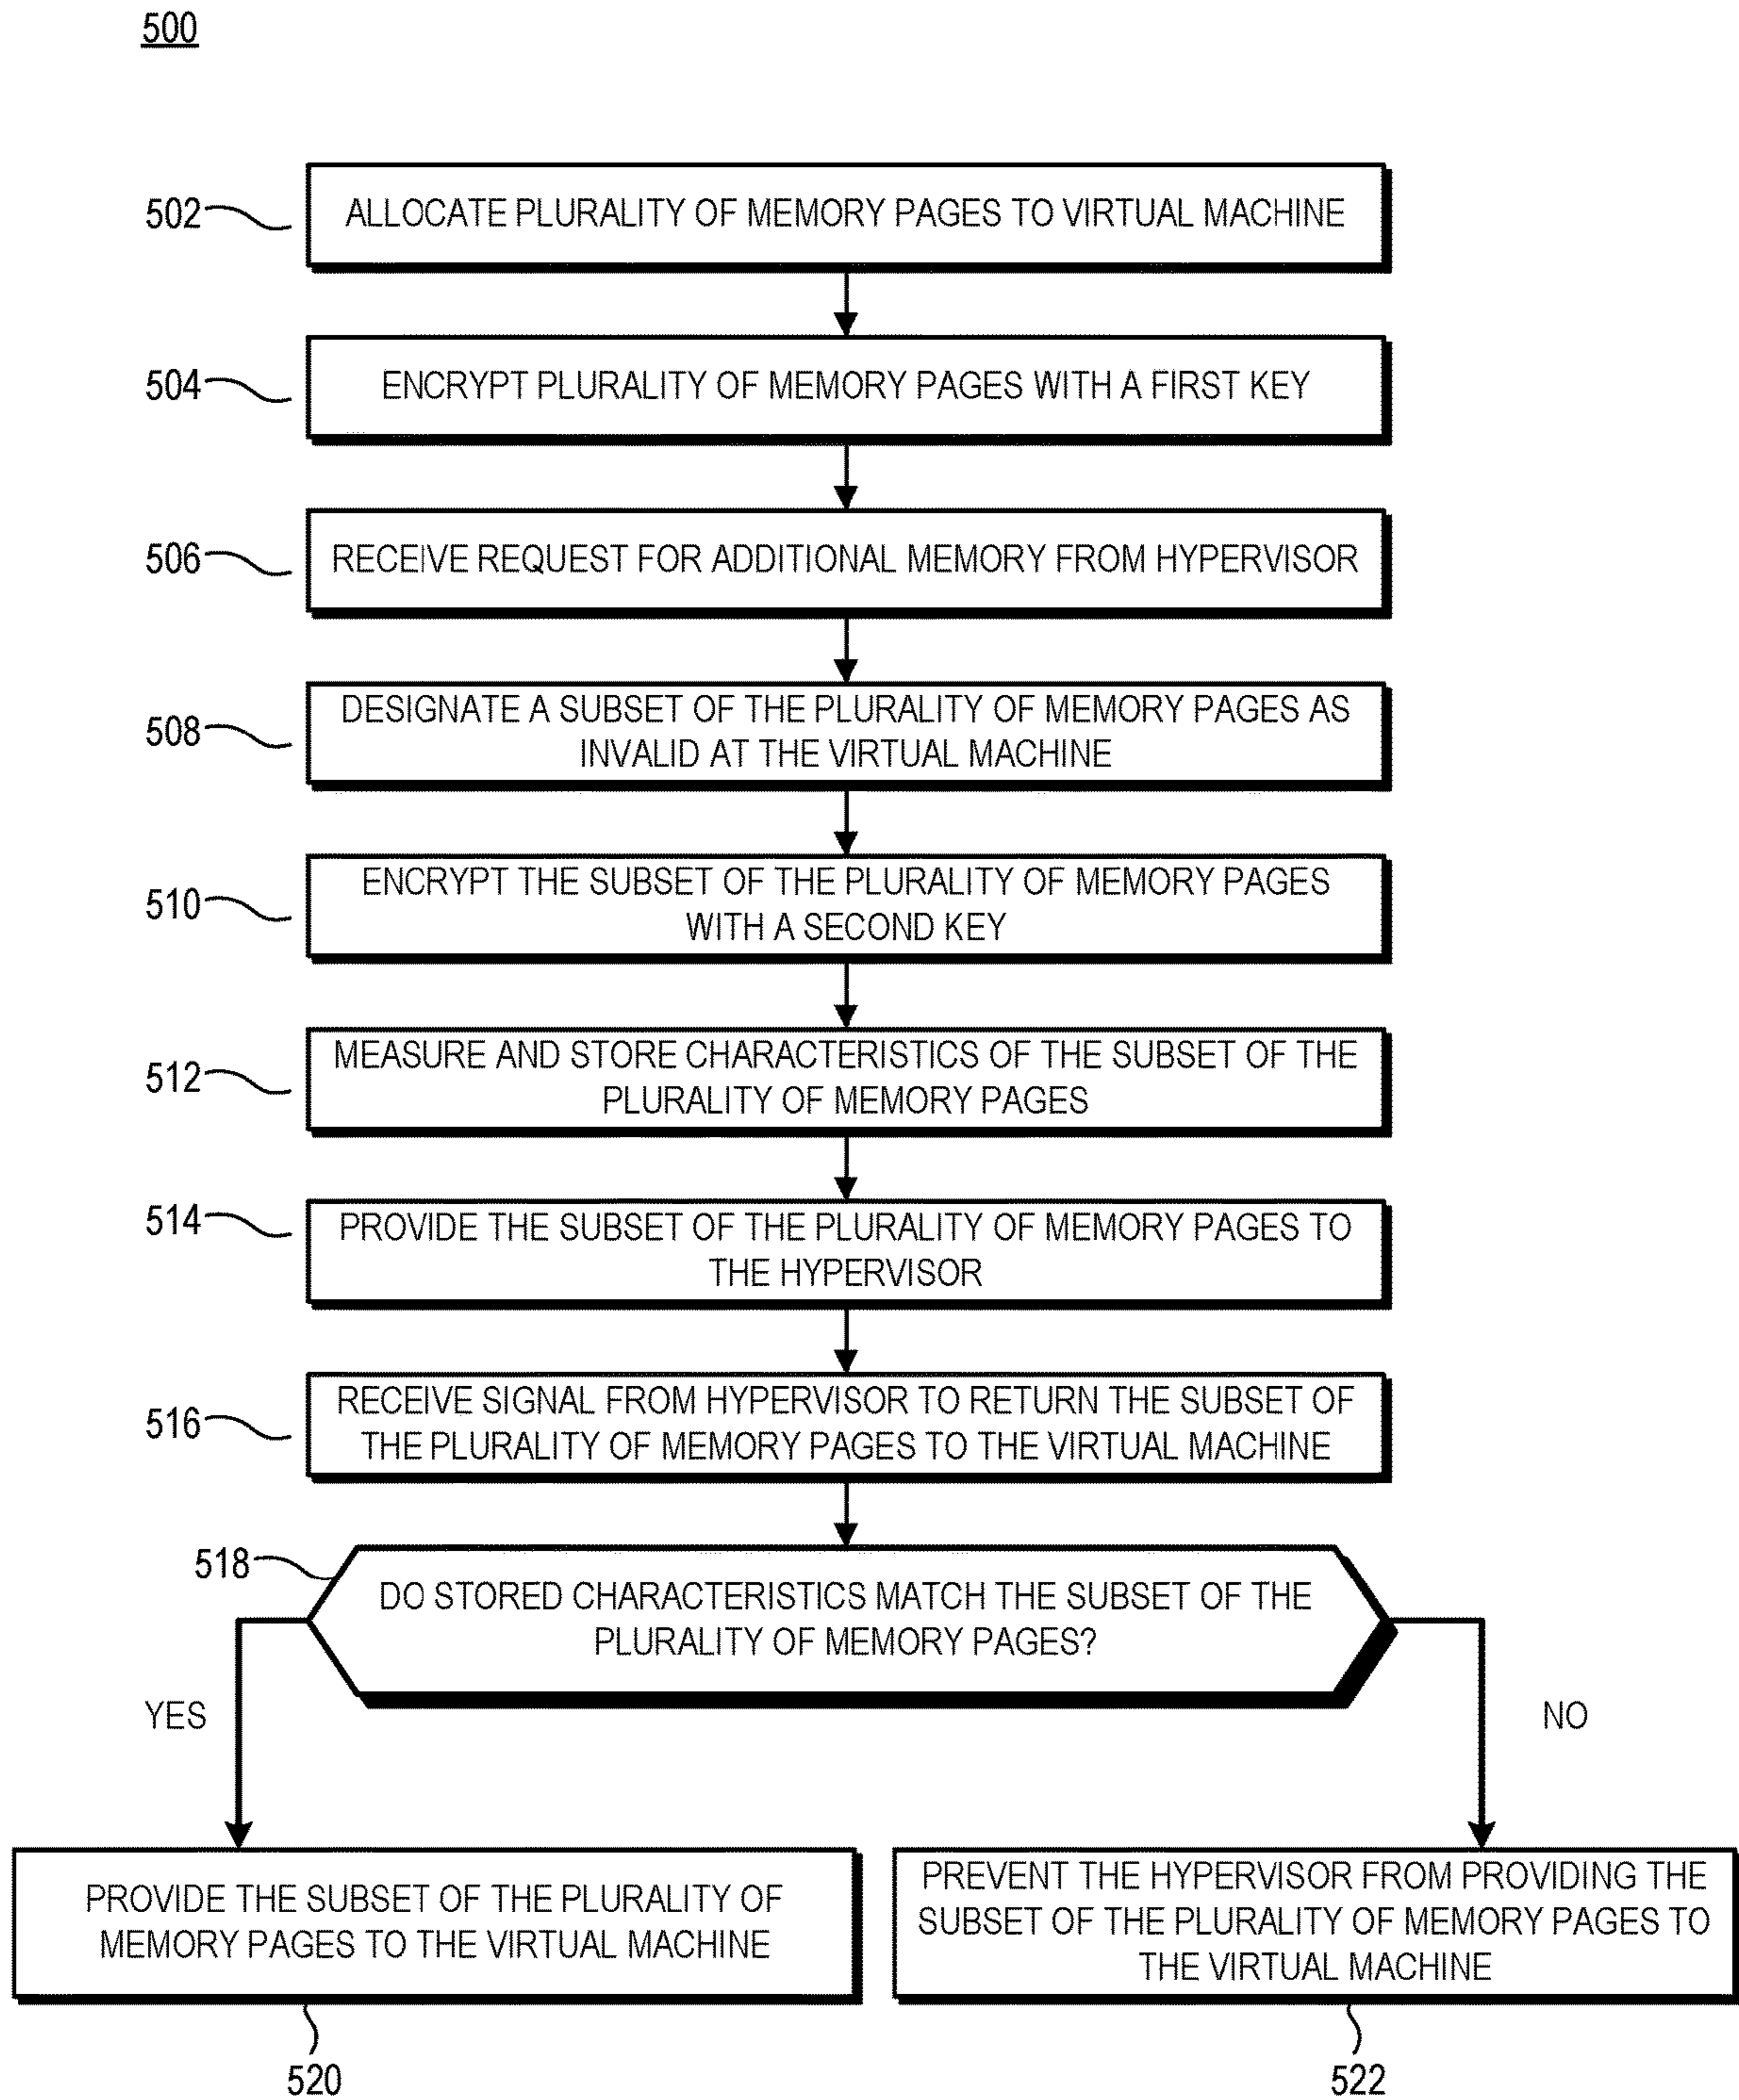 500
502
ALLOCATE PLURALITY OF MEMORY PAGES TO VIRTUAL MACHINE
504
ENCRYPT PLURALITY OF MEMORY PAGES WITH A FIRST KEY
506
RECEIVE REQUEST FOR ADDITIONAL MEMORY FROM HYPERVISOR
508
DESIGNATE A SUBSET OF THE PLURALITY OF MEMORY PAGES AS
INVALID AT THE VIRTUAL MACHINE
510
ENCRYPT THE SUBSET OF THE PLURALITY OF MEMORY PAGES
WITH A SECOND KEY
512
MEASURE AND STORE CHARACTERISTICS OF THE SUBSET OF THE
PLURALITY OF MEMORY PAGES
514
PROVIDE THE SUBSET OF THE PLURALITY OF MEMORY PAGES TO
THE HYPERVISOR
516
RECEIVE SIGNAL FROM HYPERVISOR TO RETURN THE SUBSET OF
THE PLURALITY OF MEMORY PAGES TO THE VIRTUAL MACHINE
518
DO STORED CHARACTERISTICS MATCH THE SUBSET OF THE
PLURALITY OF MEMORY PAGES?
YES
NO
PROVIDE THE SUBSET OF THE PLURALITY OF
MEMORY PAGES TO THE VIRTUAL MACHINE
520
PREVENT THE HYPERVISOR FROM PROVIDING THE
SUBSET OF THE PLURALITY OF MEMORY PAGES TO
THE VIRTUAL MACHINE
522